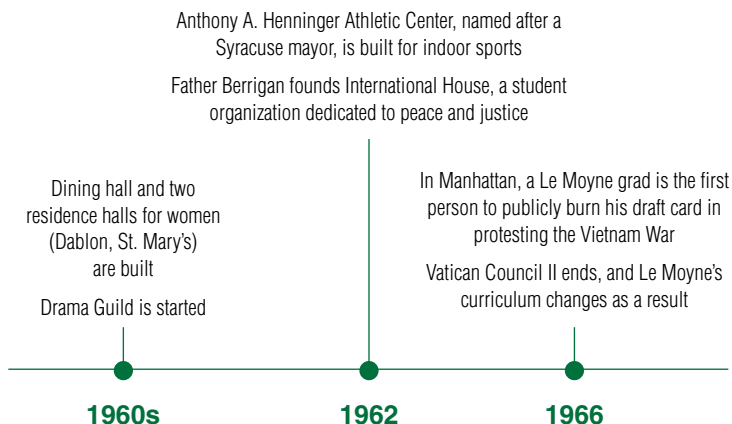 Anthony A. Henninger Athletic Center, named after a
Syracuse mayor, is built for indoor sports
Father Berrigan founds International House, a student
organization dedicated to peace and justice
Dining hall and two
residence halls for women
(Dablon, St. Mary’s)
are built
Drama Guild is started
In Manhattan, a Le Moyne grad is the first
person to publicly burn his draft card in
protesting the Vietnam War
Vatican Council II ends, and Le Moyne’s
curriculum changes as a result
1960s
1962
1966